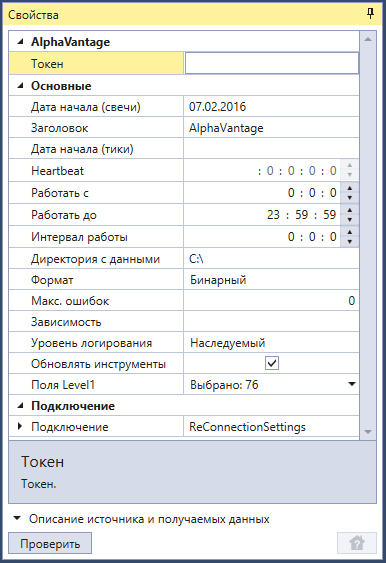 Свойства
AlphaVantage
Токен
Основные
Дата начала (свечи) 07.02.2016
Заголовок AlphaVantage
Дата начала (тики)
Heartbeat : 0 : 0 : 0 : 0
Работать с 0 : 0 : 0
Работать до 23 : 59 : 59
Интервал работы 0 : 0 : 0
Директория с данными C:\
Формат Бинарный
Макс. ошибок 0
Зависимость
Уровень логирования Наследуемый
Обновлять инструменты
Поля Level1 Выбрано: 76
Подключение
Подключение ReConnectionSettings
Токен
Токен.
Описание источника и получаемых данных
Проверить